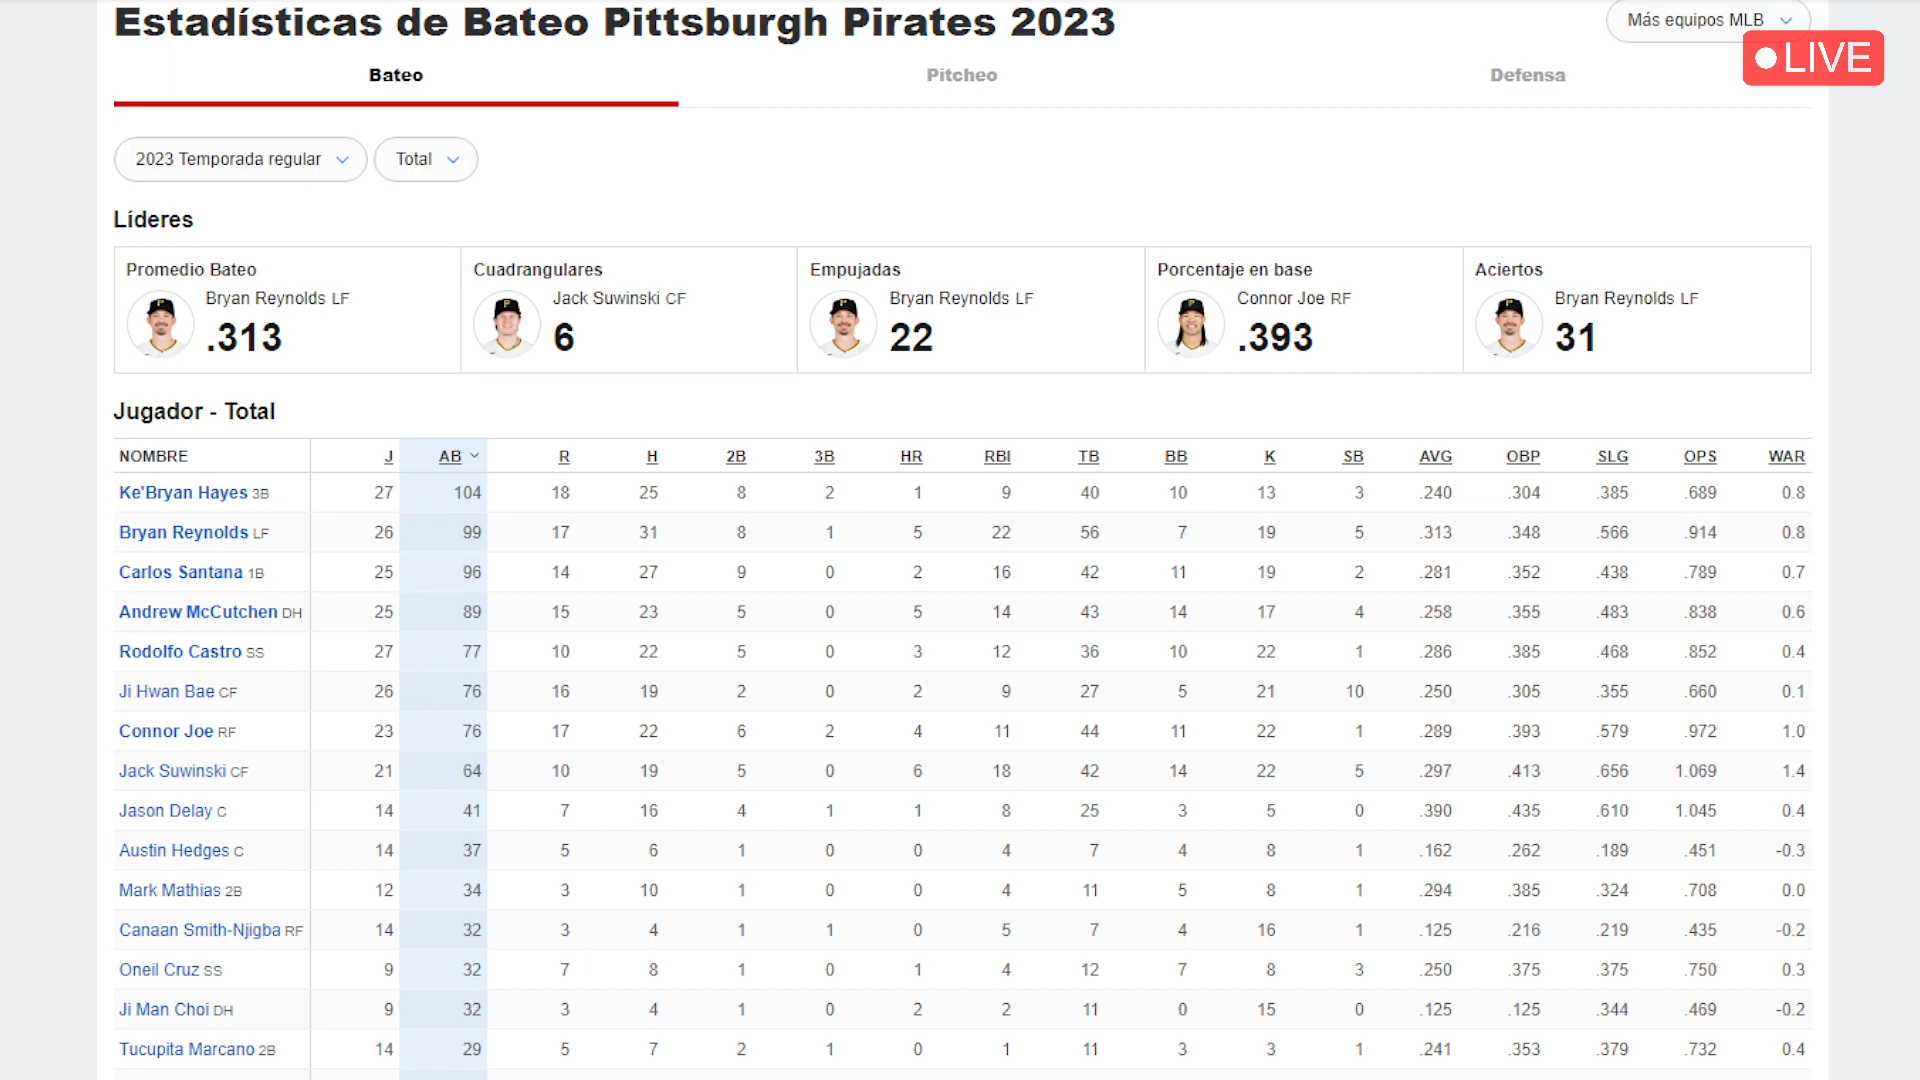 Estadísticas de Bateo Pittsburgh Pirates 2023
Más equipos MLB
LIVE
Bateo Pitcheo Defensa
2023 Temporada regular Total
Líderes
Promedio Bateo Cuadrangulares Empujadas Porcentaje en base Aciertos
Bryan Reynolds LF Jack Suwinski CF Bryan Reynolds LF Connor Joe RF Bryan Reynolds LF
.313 6 22 .393 31
Jugador - Total
NOMBRE J AB R H 2B 3B HR RBI TB BB K SB AVG OBP SLG OPS WAR
Ke'Bryan Hayes 3B 27 104 18 25 8 2 1 9 40 10 13 3 .240 .304 .385 .689 0.8
Bryan Reynolds LF 26 99 17 31 8 1 5 22 56 7 19 5 .313 .348 .566 .914 0.8
Carlos Santana 1B 25 96 14 27 9 0 2 16 42 11 19 2 .281 .352 .438 .789 0.7
Andrew McCutchen DH 25 89 15 23 5 0 5 14 43 14 17 4 .258 .355 .483 .838 0.6
Rodolfo Castro SS 27 77 10 22 5 0 3 12 36 10 22 1 .286 .385 .468 .852 0.4
Ji Hwan Bae CF 26 76 16 19 2 0 2 9 27 5 21 10 .250 .305 .355 .660 0.1
Connor Joe RF 23 76 17 22 6 2 4 11 44 11 22 1 .289 .393 .579 .972 1.0
Jack Suwinski CF 21 64 10 19 5 0 6 18 42 14 22 5 .297 .413 .656 1.069 1.4
Jason Delay C 14 41 7 16 4 1 1 8 25 3 5 0 .390 .435 .610 1.045 0.4
Austin Hedges C 14 37 5 6 1 0 0 4 7 4 8 1 .162 .262 .189 .451 -0.3
Mark Mathias 2B 12 34 3 10 1 0 0 4 11 5 8 1 .294 .385 .324 .708 0.0
Canaan Smith-Njigba RF 14 32 3 4 1 1 0 5 7 4 16 1 .125 .216 .219 .435 -0.2
Oneil Cruz SS 9 32 7 8 1 0 1 4 12 7 8 3 .250 .375 .375 .750 0.3
Ji Man Choi DH 9 32 3 4 1 0 2 2 11 0 15 0 .125 .125 .344 .469 -0.2
Tucupita Marcano 2B 14 29 5 7 2 1 0 1 11 3 3 1 .241 .353 .379 .732 0.4